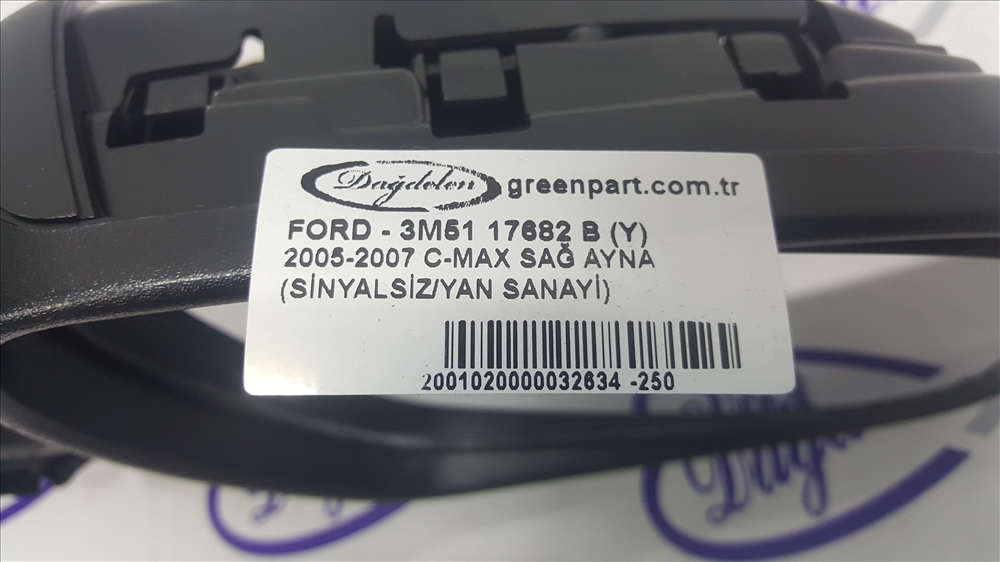 Dağdelen greenpart.com.tr
FORD - 3M51 17682 B (Y)
2005-2007 C-MAX SAĞ AYNA
(SİNYALSİZ/YAN SANAYİ)
2001020000032634 -250